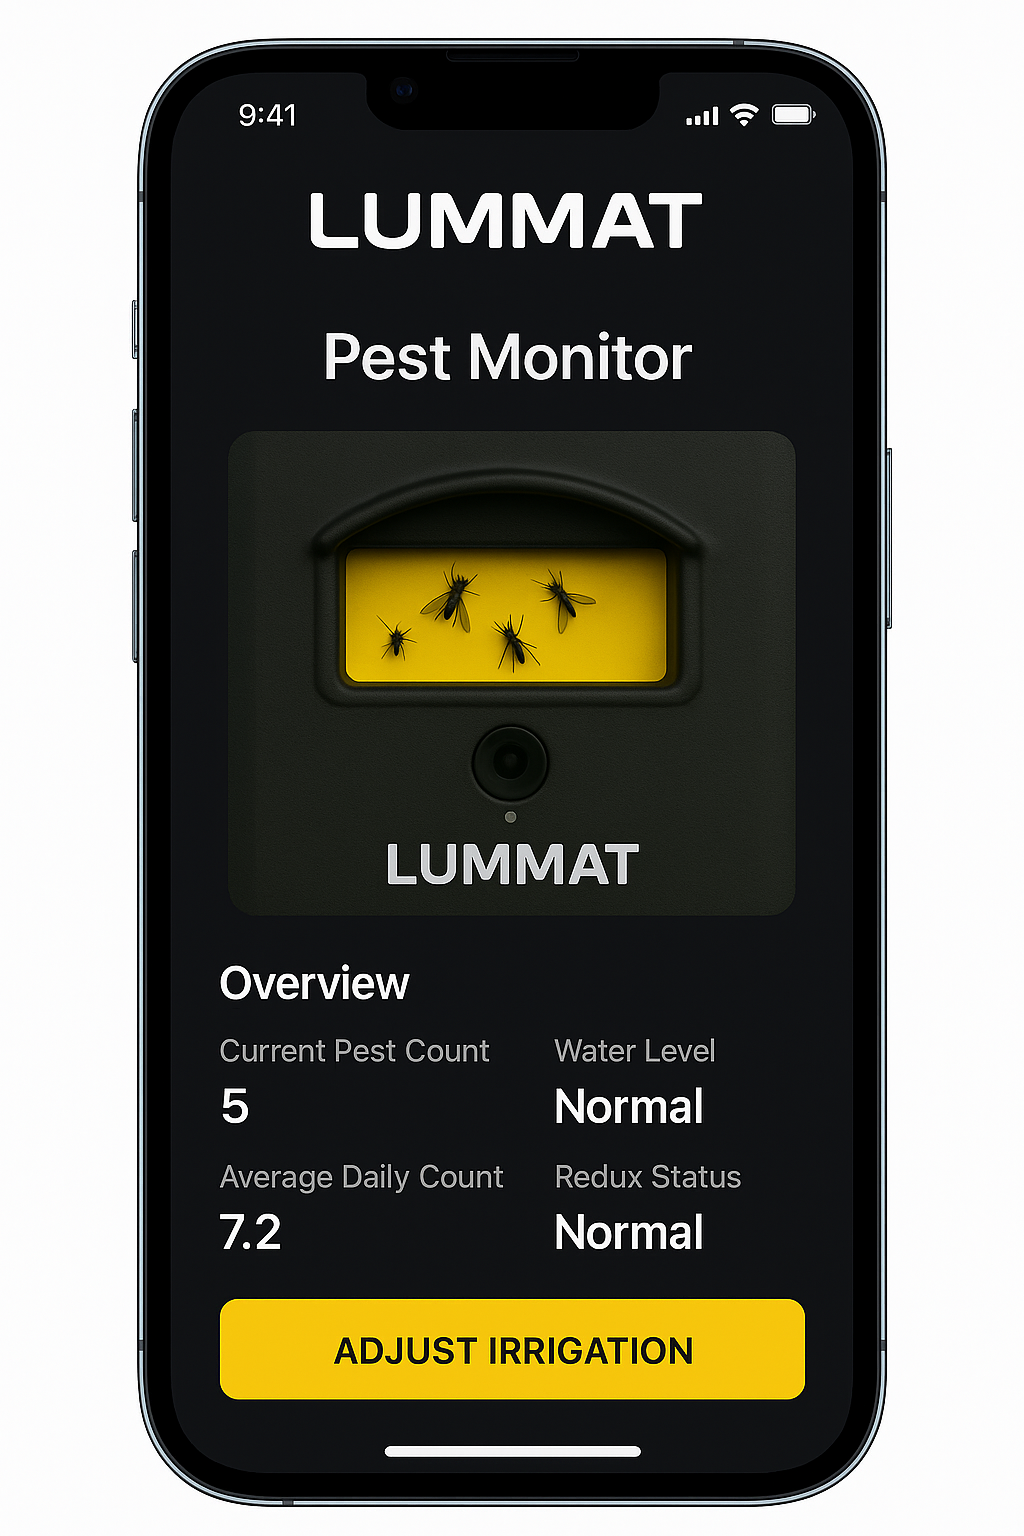 9:41
LUMMAT
Pest Monitor
LUMMAT
Overview
Current Pest Count Water Level
5 Normal
Average Daily Count Redux Status
7.2 Normal
ADJUST IRRIGATION